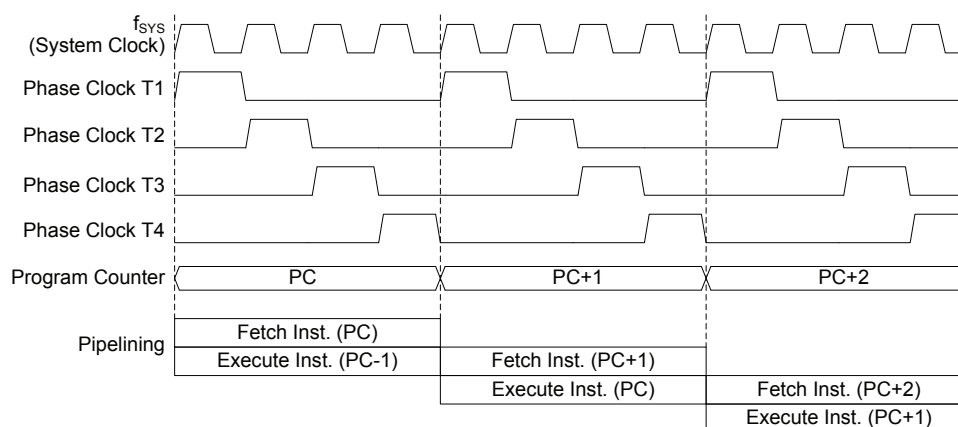 fSYS
(System Clock)
Phase Clock T1
Phase Clock T2
Phase Clock T3
Phase Clock T4
Program Counter
PC
PC+1
PC+2
Pipelining
Fetch Inst. (PC)
Execute Inst. (PC-1)
Fetch Inst. (PC+1)
Execute Inst. (PC)
Fetch Inst. (PC+2)
Execute Inst. (PC+1)